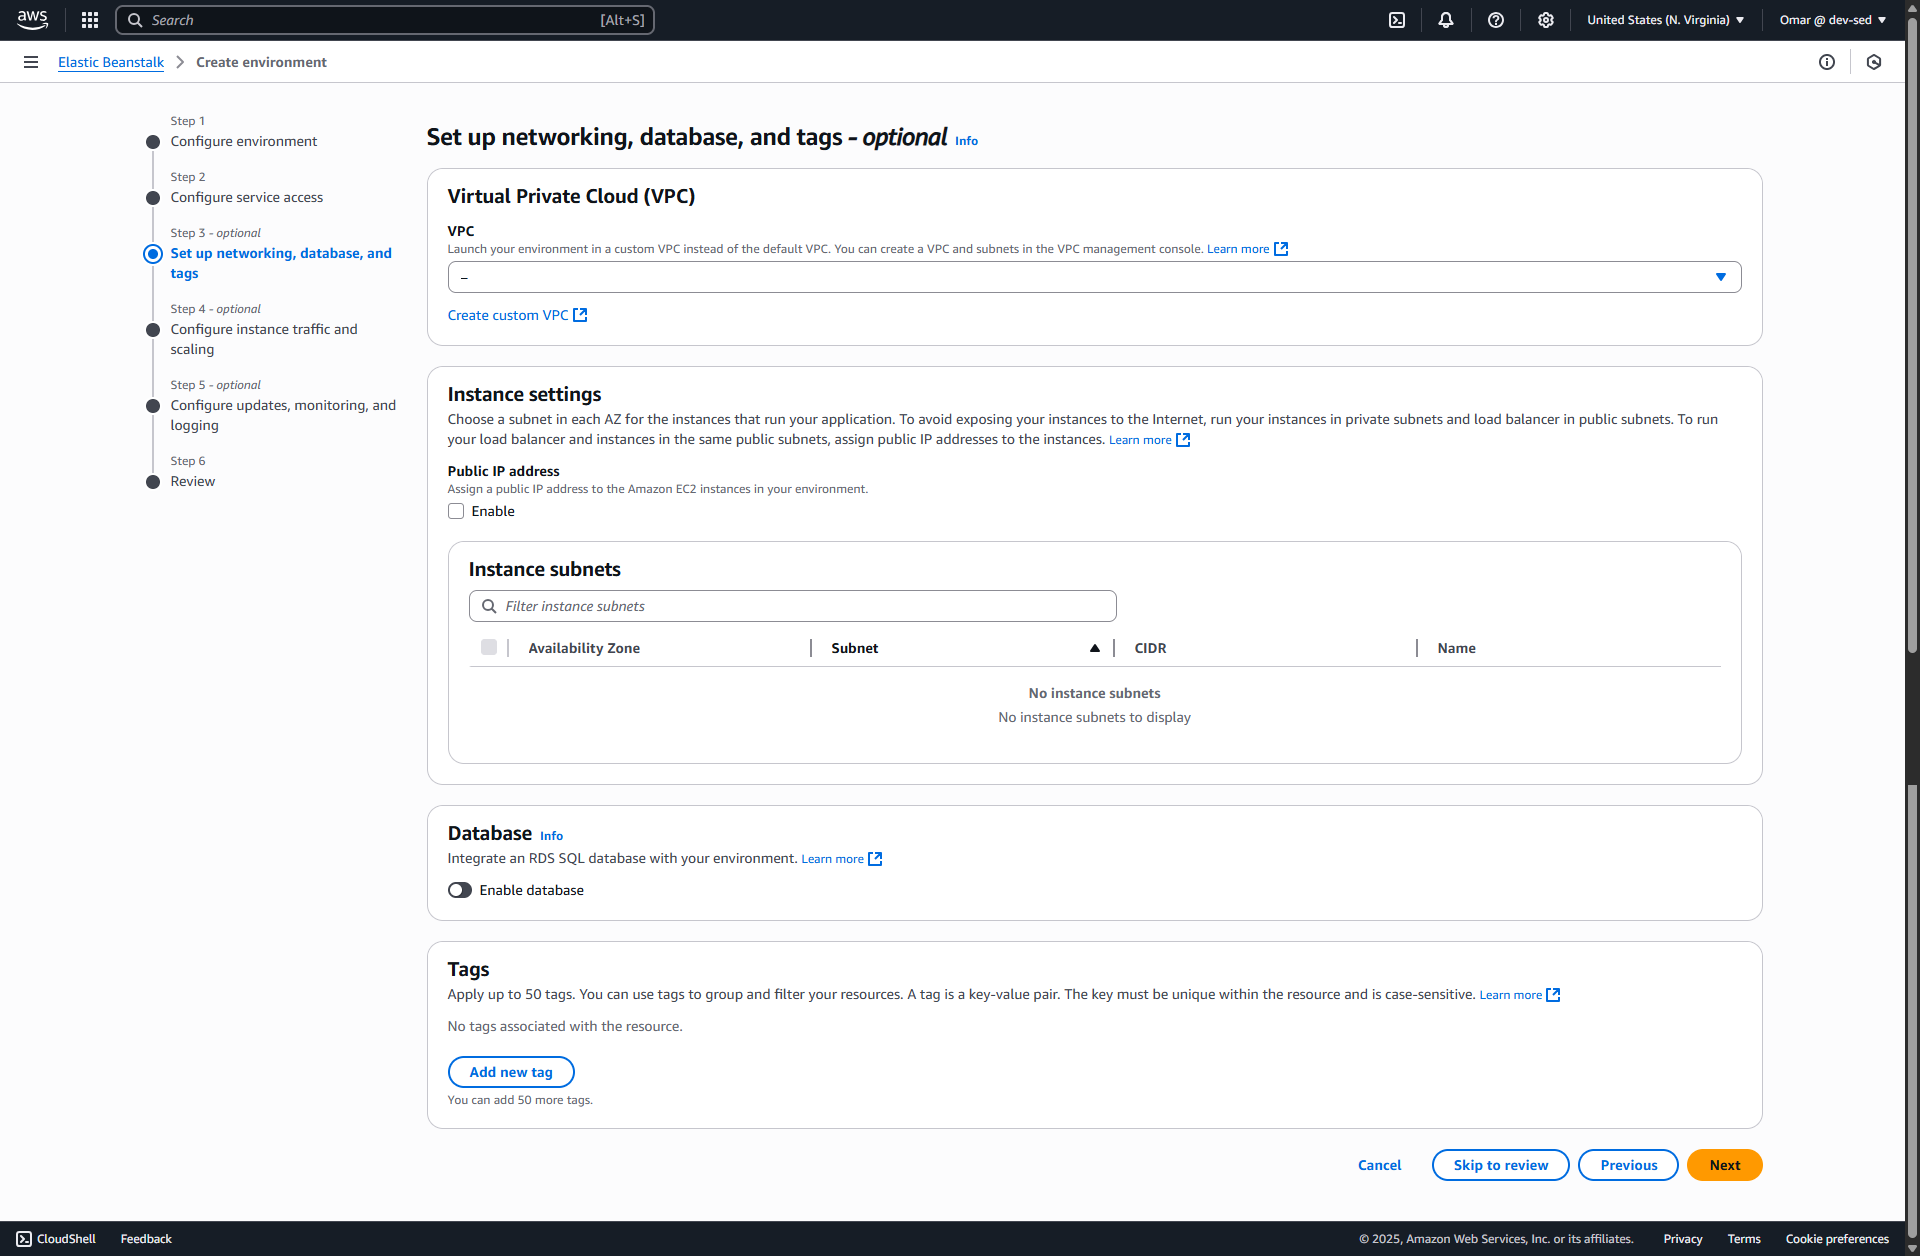 aws
Search [Alt+S]
United States (N. Virginia)
Omar @ dev-sed
Elastic Beanstalk
Create environment
Step 1
Configure environment
Step 2
Configure service access
Step 3 - optional
Set up networking, database, and
tags
Step 4 - optional
Configure instance traffic and
scaling
Step 5 - optional
Configure updates, monitoring, and
logging
Step 6
Review
Set up networking, database, and tags - optional Info
Virtual Private Cloud (VPC)
VPC
Launch your environment in a custom VPC instead of the default VPC. You can create a VPC and subnets in the VPC management console. Learn more
–
Create custom VPC
Instance settings
Choose a subnet in each AZ for the instances that run your application. To avoid exposing your instances to the Internet, run your instances in private subnets and load balancer in public subnets. To run
your load balancer and instances in the same public subnets, assign public IP addresses to the instances. Learn more
Public IP address
Assign a public IP address to the Amazon EC2 instances in your environment.
Enable
Instance subnets
Filter instance subnets
Availability Zone Subnet CIDR Name
No instance subnets
No instance subnets to display
Database Info
Integrate an RDS SQL database with your environment. Learn more
Enable database
Tags
Apply up to 50 tags. You can use tags to group and filter your resources. A tag is a key-value pair. The key must be unique within the resource and is case-sensitive. Learn more
No tags associated with the resource.
Add new tag
You can add 50 more tags.
Cancel Skip to review Previous Next
CloudShell Feedback © 2025, Amazon Web Services, Inc. or its affiliates. Privacy Terms Cookie preferences